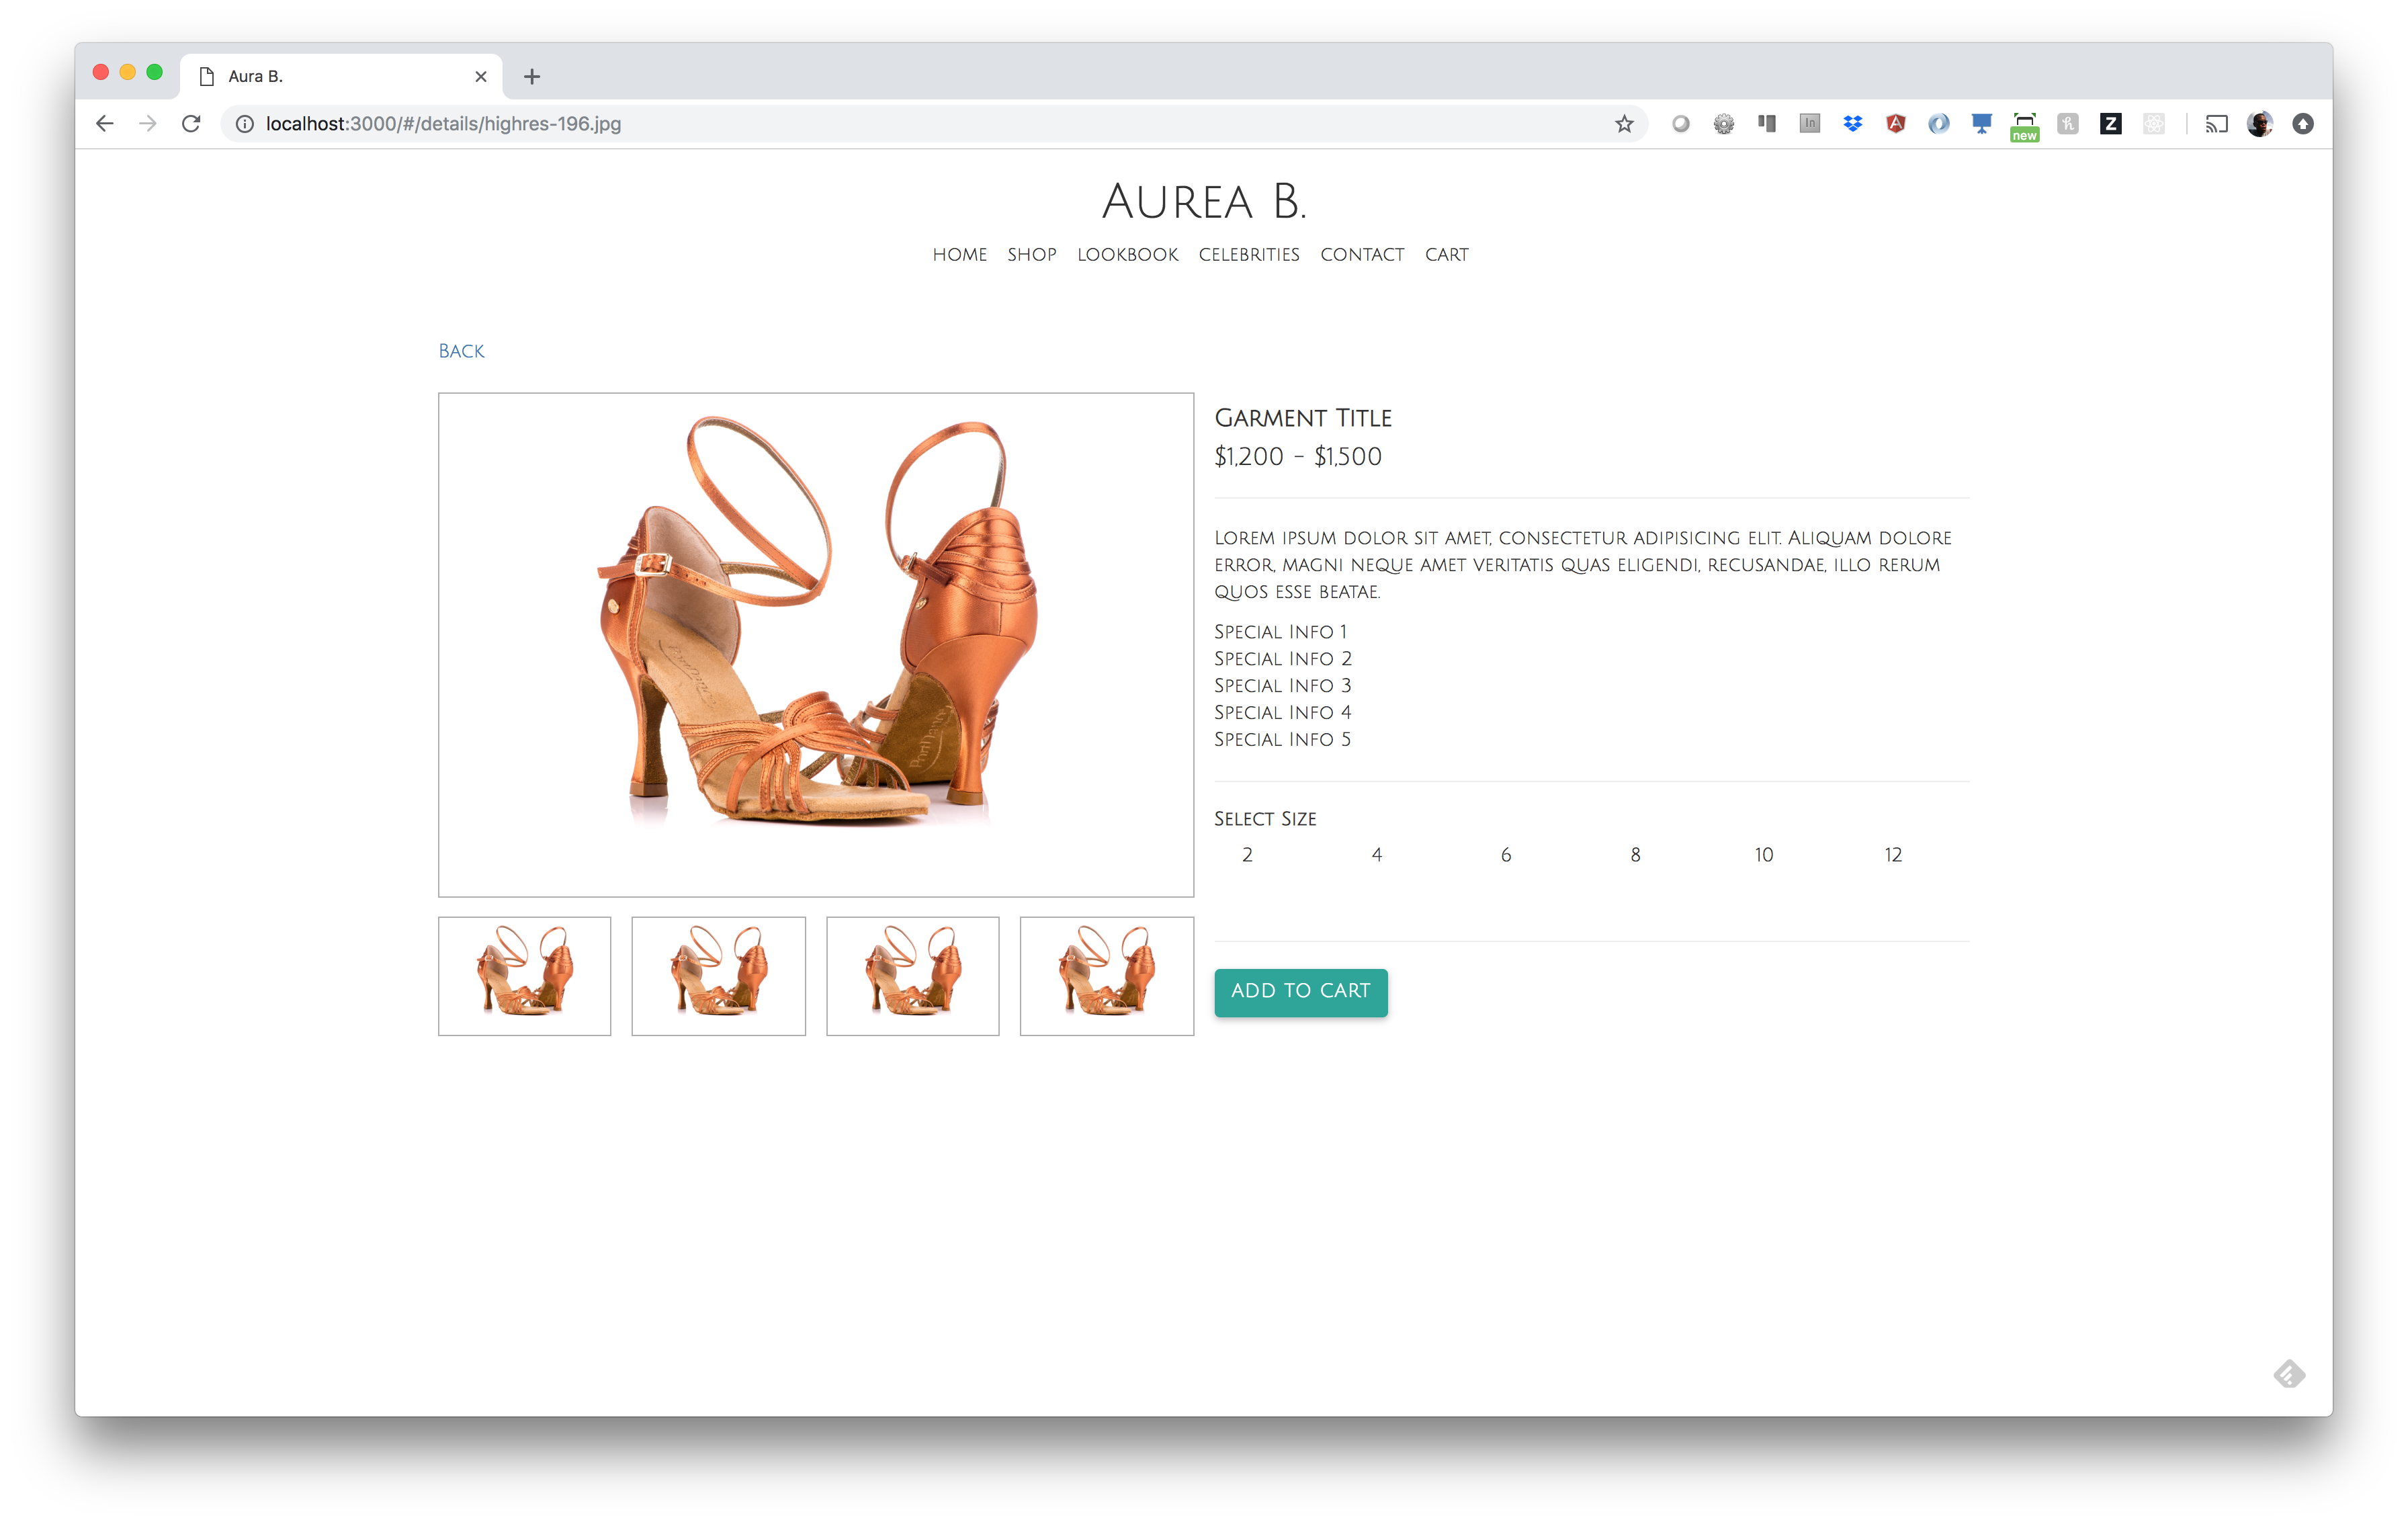 Aura B.
localhost:3000/#/details/highres-196.jpg
In
new
Z
Aurea B.
HOME SHOP LOOKBOOK CELEBRITIES CONTACT CART
Back
Garment Title
$1,200 - $1,500
Lorem ipsum dolor sit amet, consectetur adipisicing elit. Aliquam dolore
error, magni neque amet veritatis quas eligendi, recusandae, illo rerum
quos esse beatae.
Special Info 1
Special Info 2
Special Info 3
Special Info 4
Special Info 5
Select Size
2 4 6 8 10 12
ADD TO CART